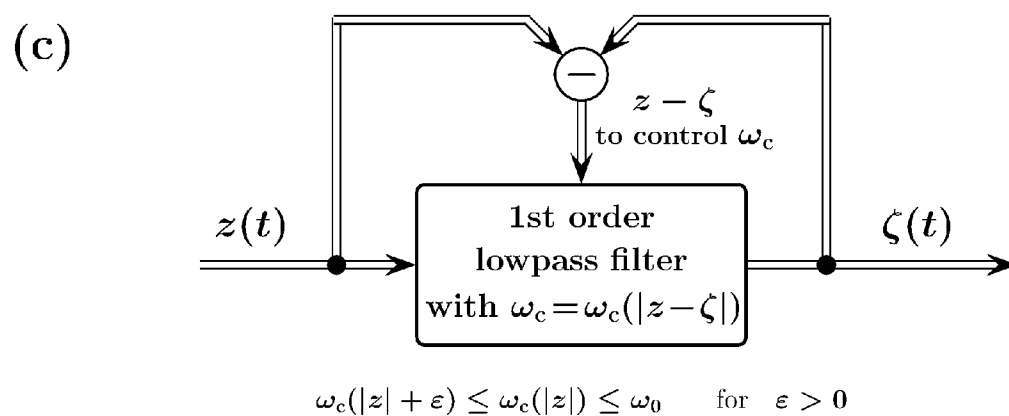 (c)
−
z − ζ
to control ω_c
z(t)
ζ(t)
1st order
lowpass filter
with ω_c = ω_c(|z − ζ|)
ω_c(|z| + ε) ≤ ω_c(|z|) ≤ ω_0 for ε > 0